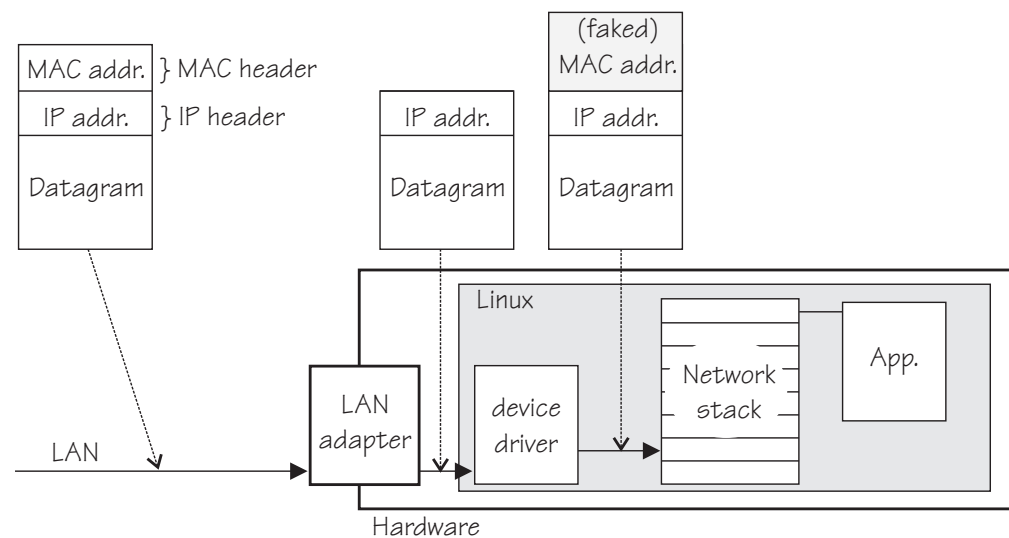 (faked)
MAC addr.
MAC addr. } MAC header
IP addr. } IP header
Datagram
IP addr.
Datagram
IP addr.
Datagram
Linux
Network
stack
App.
LAN
adapter
device
driver
LAN
Hardware